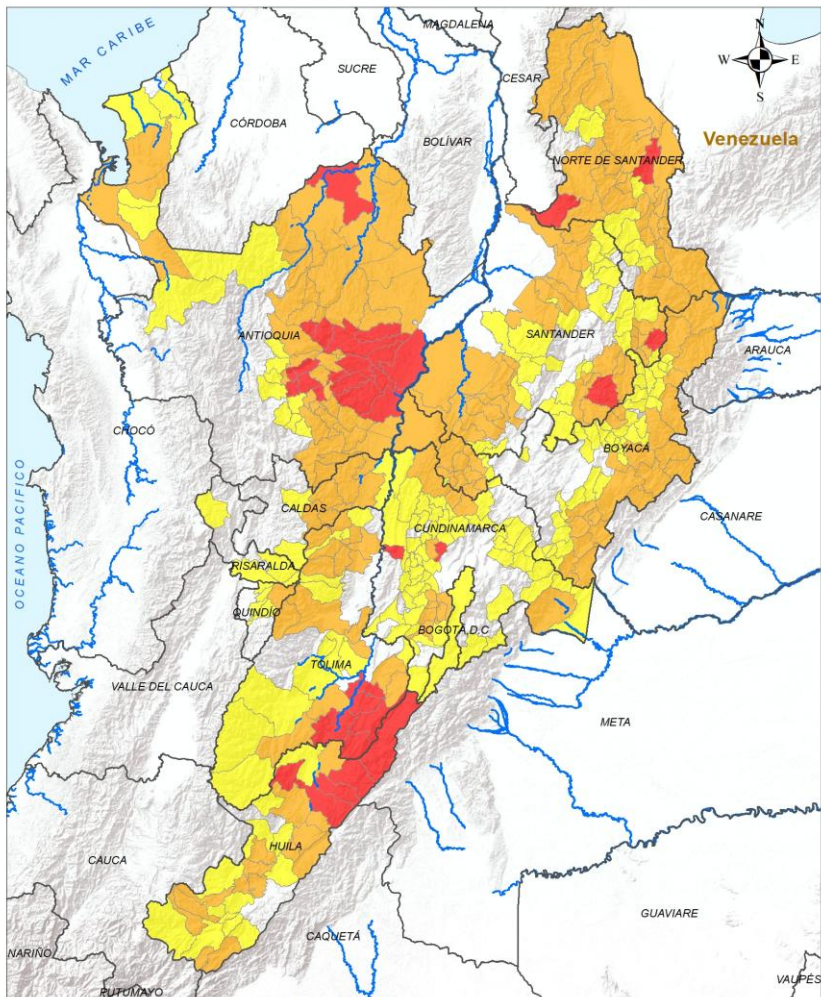 MAGDALENA
MAR CARIBE
SUCRE
CESAR
N
W E
S
CÓRDOBA
BOLÍVAR
Venezuela
NORTE DE SANTANDER
ANTIOQUIA
SANTANDER
ARAUCA
CHOCÓ
BOYACÁ
OCEANO PACIFICO
CALDAS
CUNDINAMARCA
CASANARE
RISARALDA
QUINDÍO
BOGOTÁ D.C
TOLIMA
VALLE DEL CAUCA
META
HUILA
CAUCA
GUAVIARE
CAQUETÁ
NARIÑO
PUTUMAYO
VAUPÉS